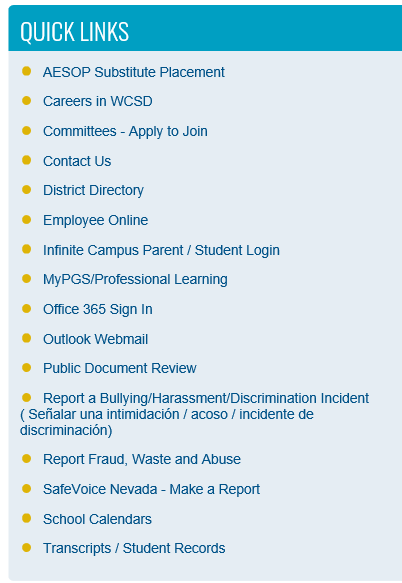 QUICK LINKS
AESOP Substitute Placement
Careers in WCSD
Committees - Apply to Join
Contact Us
District Directory
Employee Online
Infinite Campus Parent / Student Login
MyPGS/Professional Learning
Office 365 Sign In
Outlook Webmail
Public Document Review
Report a Bullying/Harassment/Discrimination Incident
( Señalar una intimidación / acoso / incidente de
discriminación)
Report Fraud, Waste and Abuse
SafeVoice Nevada - Make a Report
School Calendars
Transcripts / Student Records